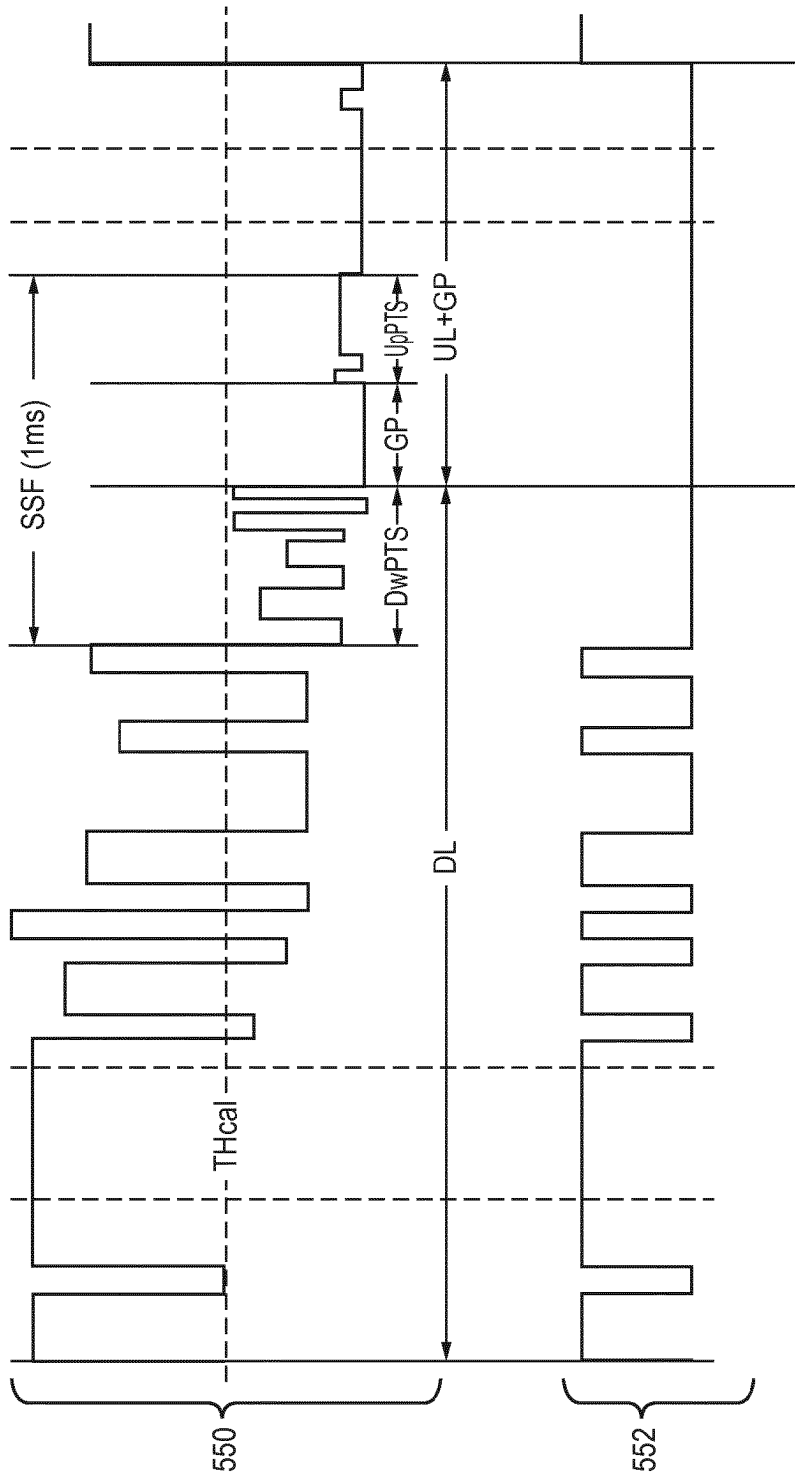 SSF (1ms)
THcal
DwPTS
GP
UpPTS
DL
UL+GP
550
552